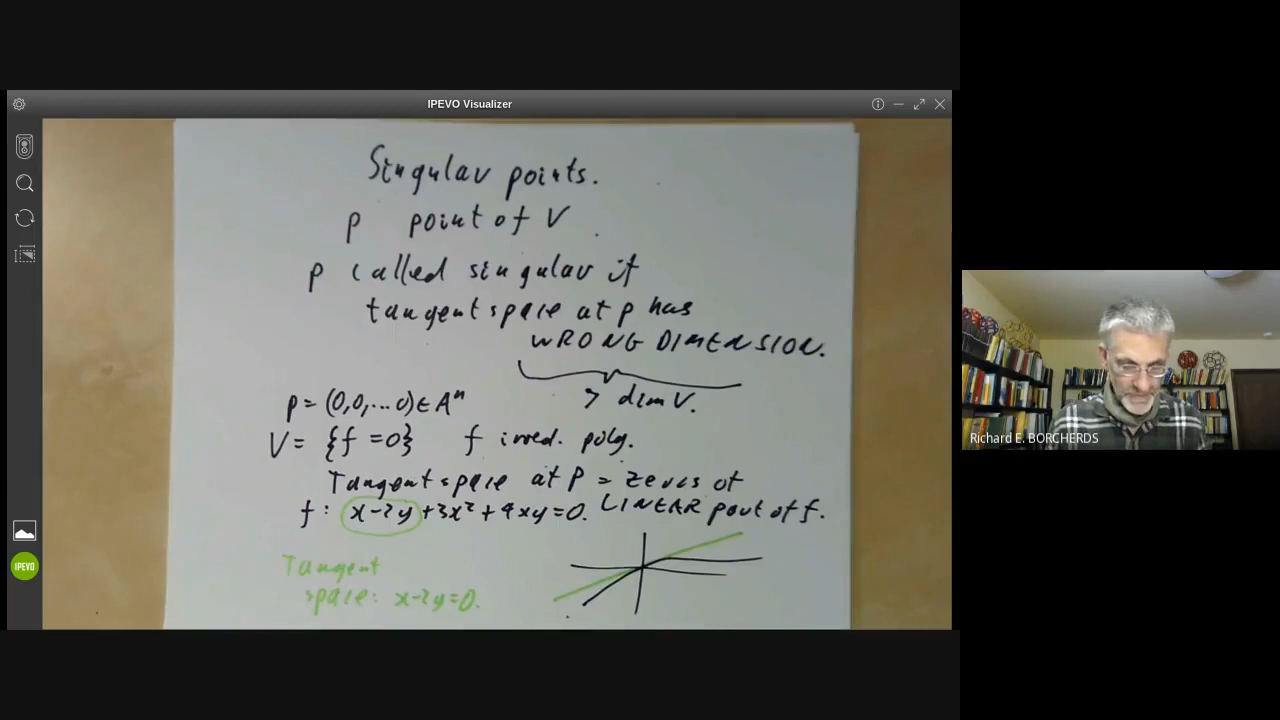 IPEVO Visualizer
Singular points.
p point of V
p called singular if
tangent space at p has
WRONG DIMENSION.
> dim V.
p = (0,0,...0) ∈ Aⁿ
V = {f = 0} f irred. poly.
Tangent space at p = zeros of
f: x-2y+3x²+4xy=0. LINEAR part of f.
Tangent
space: x-2y=0.
IPEVO
Richard E. BORCHERDS